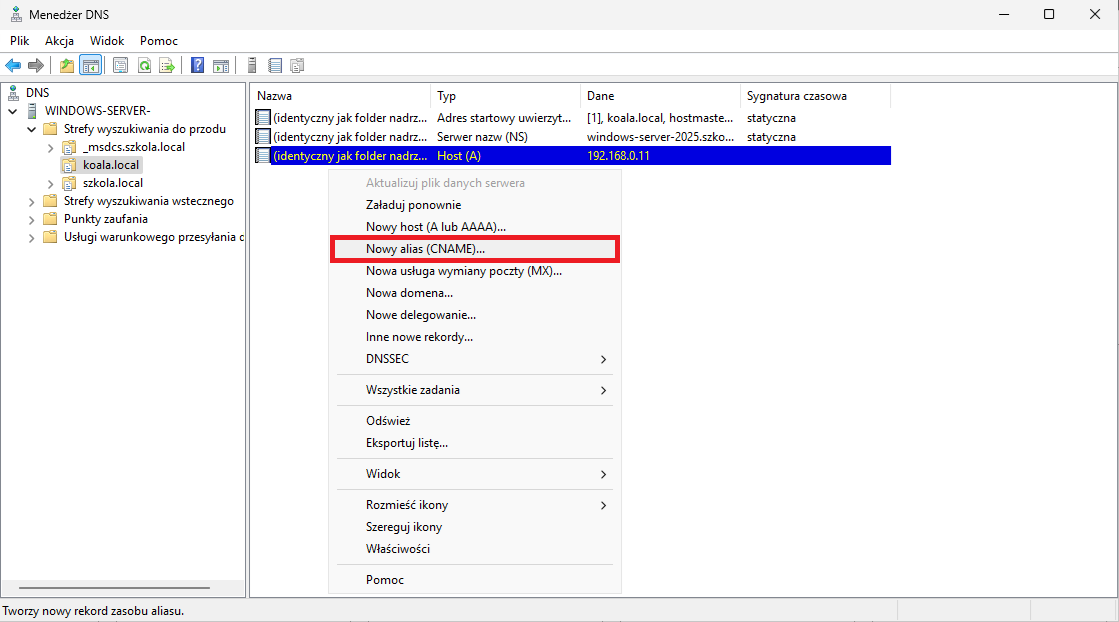 Menedżer DNS
Plik Akcja Widok Pomoc
DNS
WINDOWS-SERVER-
Strefy wyszukiwania do przodu
_msdcs.szkola.local
koala.local
szkola.local
Strefy wyszukiwania wstecznego
Punkty zaufania
Usługi warunkowego przesyłania d
Nazwa Typ Dane Sygnatura czasowa
(identyczny jak folder nadrz... Adres startowy uwierzyt... [1], koala.local, hostmaste... statyczna
(identyczny jak folder nadrz... Serwer nazw (NS) windows-server-2025.szko... statyczna
(identyczny jak folder nadrz... Host (A) 192.168.0.11
Aktualizuj plik danych serwera
Załaduj ponownie
Nowy host (A lub AAAA)...
Nowy alias (CNAME)...
Nowa usługa wymiany poczty (MX)...
Nowa domena...
Nowe delegowanie...
Inne nowe rekordy...
DNSSEC
Wszystkie zadania
Odśwież
Eksportuj listę...
Widok
Rozmieść ikony
Szereguj ikony
Właściwości
Pomoc
Tworzy nowy rekord zasobu aliasu.